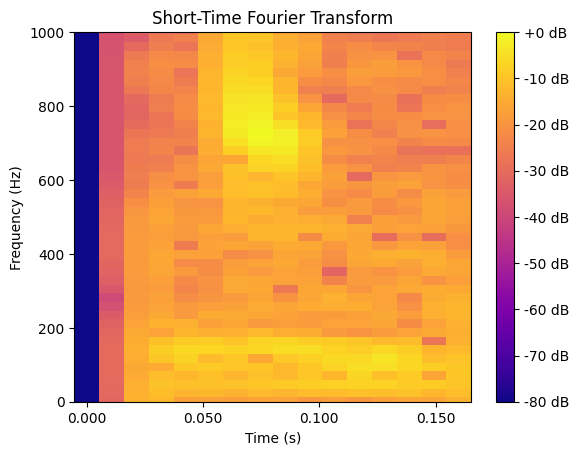 Short-Time Fourier Transform
Frequency (Hz)
1000
800
600
400
200
0
0.000
0.050
0.100
0.150
Time (s)
+0 dB
-10 dB
-20 dB
-30 dB
-40 dB
-50 dB
-60 dB
-70 dB
-80 dB